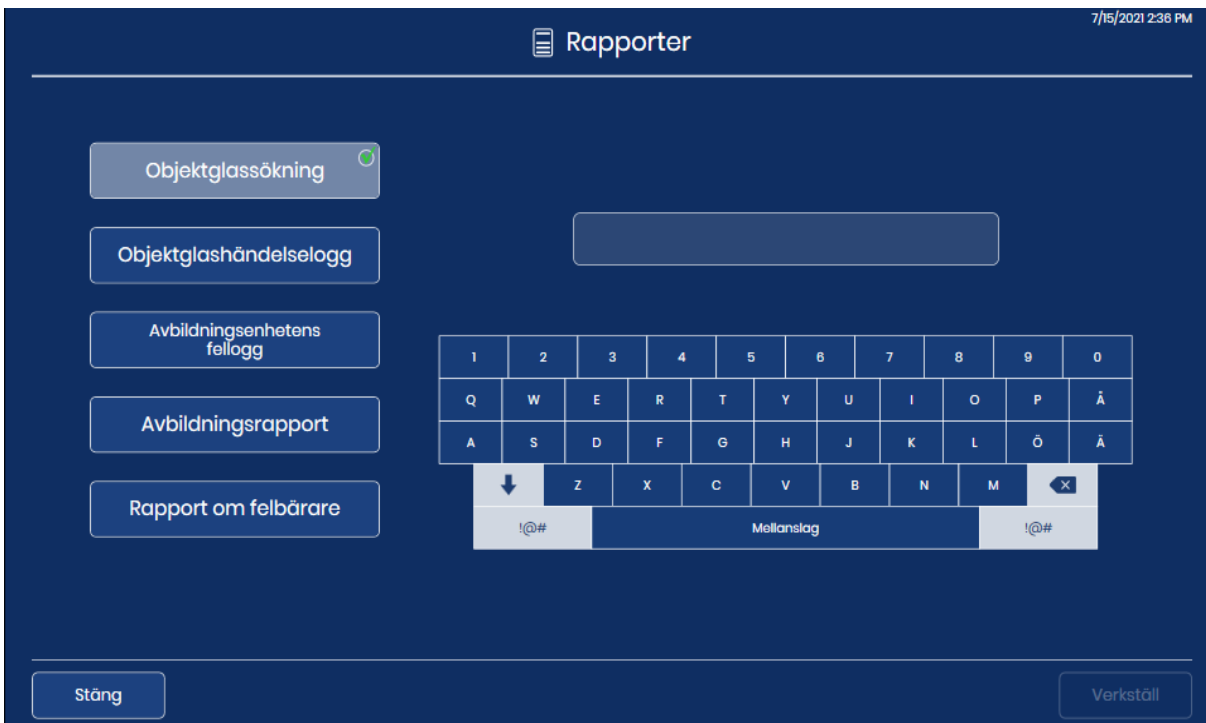 7/15/2021 2:36 PM
Rapporter
Objektglassökning
Objektglashändelselogg
Avbildningsenhetens
fellogg
Avbildningsrapport
Rapport om felbärare
1 2 3 4 5 6 7 8 9 0
Q W E R T Y U I O P Å
A S D F G H J K L Ö Ä
Z X C V B N M
!@# Mellanslag !@#
Stäng
Verkställ